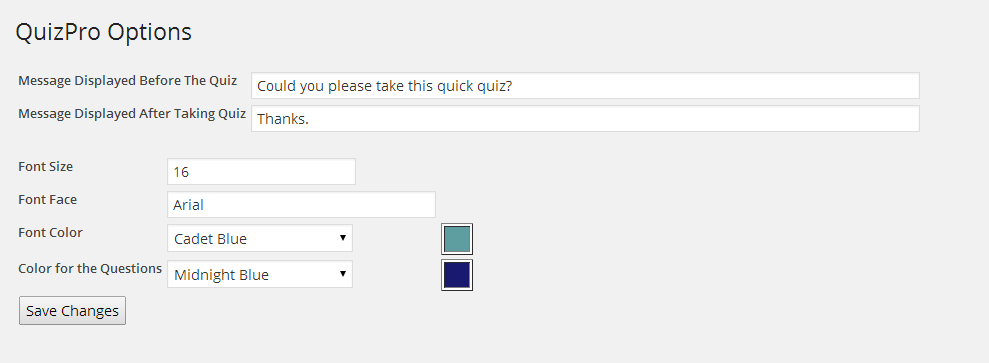 QuizPro Options
Message Displayed Before The Quiz Could you please take this quick quiz?
Message Displayed After Taking Quiz Thanks.
Font Size 16
Font Face Arial
Font Color Cadet Blue
Color for the Questions Midnight Blue
Save Changes